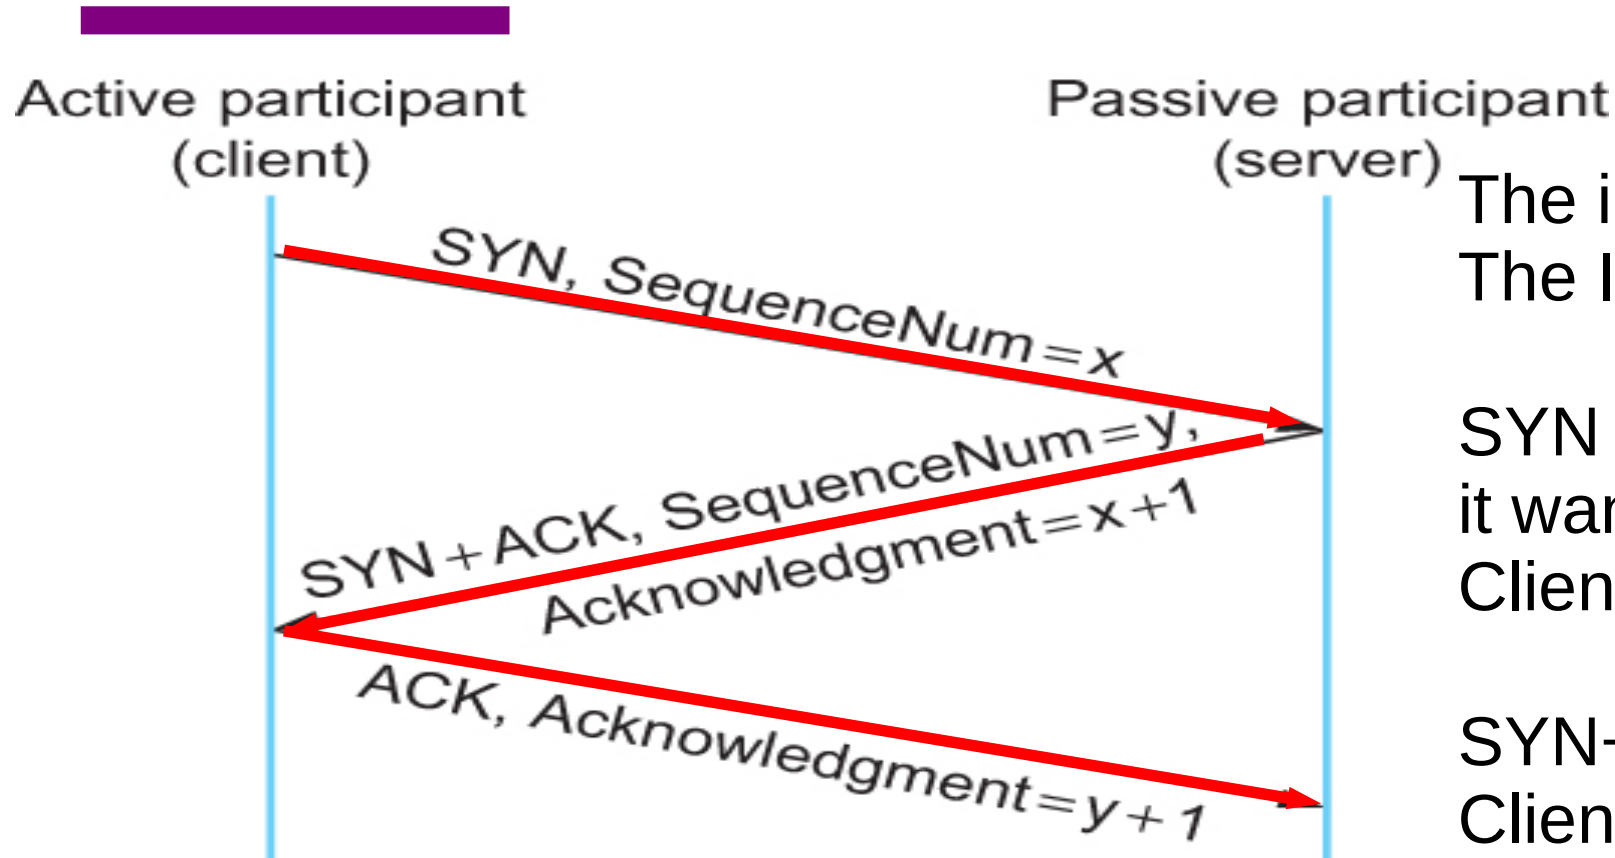 Active participant
(client)
Passive participant
(server)
SYN, SequenceNum=x
SYN+ACK, SequenceNum=y,
Acknowledgment=x+1
ACK, Acknowledgment=y+1
The i
The I
SYN
it wan
Clien
SYN-
Clien